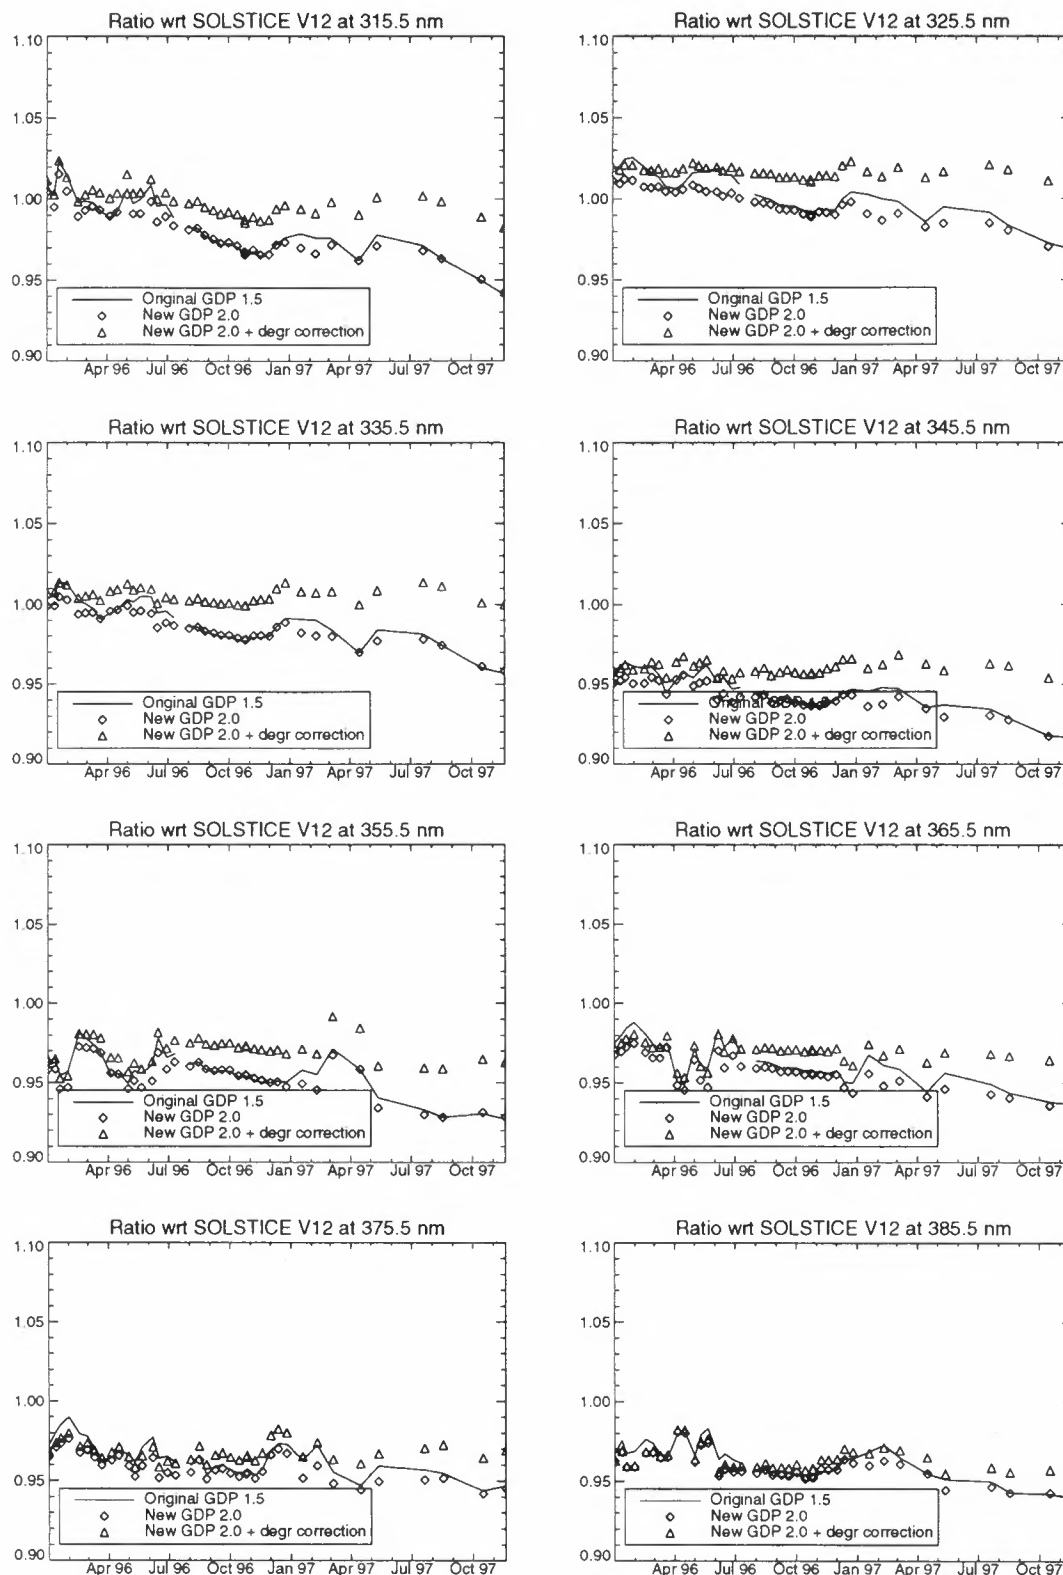 Ratio wrt SOLSTICE V12 at 315.5 nm
1.10
1.05
1.00
0.95
0.90
Original GDP 1.5
New GDP 2.0
New GDP 2.0 + degr correction
Apr 96 Jul 96 Oct 96 Jan 97 Apr 97 Jul 97 Oct 97
Ratio wrt SOLSTICE V12 at 325.5 nm
1.10
1.05
1.00
0.95
0.90
Original GDP 1.5
New GDP 2.0
New GDP 2.0 + degr correction
Apr 96 Jul 96 Oct 96 Jan 97 Apr 97 Jul 97 Oct 97
Ratio wrt SOLSTICE V12 at 335.5 nm
1.10
1.05
1.00
0.95
0.90
Original GDP 1.5
New GDP 2.0
New GDP 2.0 + degr correction
Apr 96 Jul 96 Oct 96 Jan 97 Apr 97 Jul 97 Oct 97
Ratio wrt SOLSTICE V12 at 345.5 nm
1.10
1.05
1.00
0.95
0.90
Original GDP 1.5
New GDP 2.0
New GDP 2.0 + degr correction
Apr 96 Jul 96 Oct 96 Jan 97 Apr 97 Jul 97 Oct 97
Ratio wrt SOLSTICE V12 at 355.5 nm
1.10
1.05
1.00
0.95
0.90
Original GDP 1.5
New GDP 2.0
New GDP 2.0 + degr correction
Apr 96 Jul 96 Oct 96 Jan 97 Apr 97 Jul 97 Oct 97
Ratio wrt SOLSTICE V12 at 365.5 nm
1.10
1.05
1.00
0.95
0.90
Original GDP 1.5
New GDP 2.0
New GDP 2.0 + degr correction
Apr 96 Jul 96 Oct 96 Jan 97 Apr 97 Jul 97 Oct 97
Ratio wrt SOLSTICE V12 at 375.5 nm
1.10
1.05
1.00
0.95
0.90
Original GDP 1.5
New GDP 2.0
New GDP 2.0 + degr correction
Apr 96 Jul 96 Oct 96 Jan 97 Apr 97 Jul 97 Oct 97
Ratio wrt SOLSTICE V12 at 385.5 nm
1.10
1.05
1.00
0.95
0.90
Original GDP 1.5
New GDP 2.0
New GDP 2.0 + degr correction
Apr 96 Jul 96 Oct 96 Jan 97 Apr 97 Jul 97 Oct 97